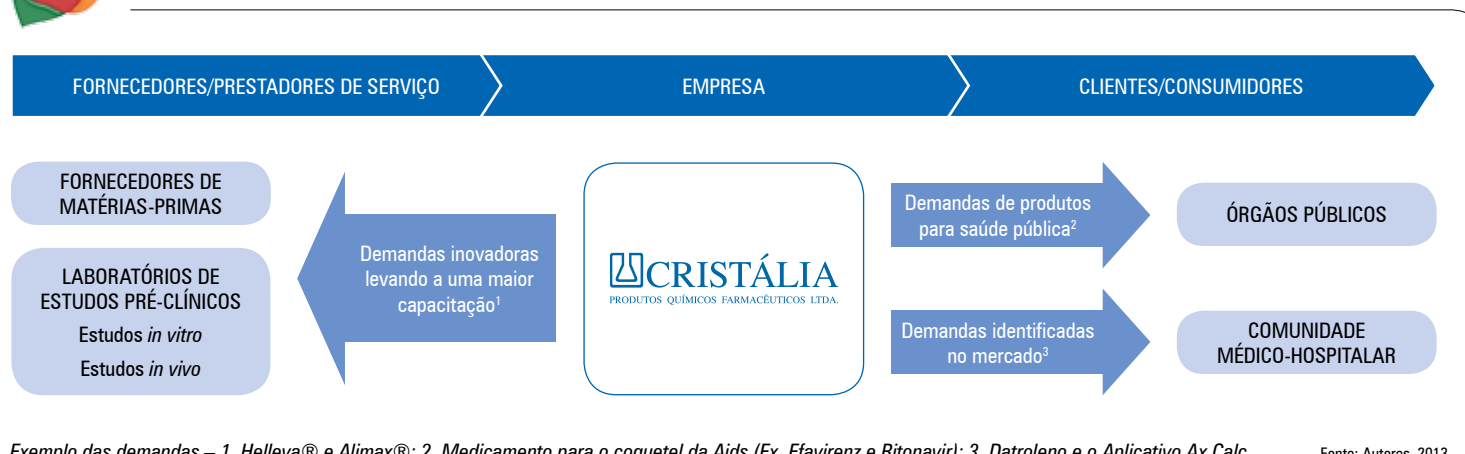 FORNECEDORES/PRESTADORES DE SERVIÇO
EMPRESA
CLIENTES/CONSUMIDORES
FORNECEDORES DE
MATÉRIAS-PRIMAS
LABORATÓRIOS DE
ESTUDOS PRÉ-CLÍNICOS
Estudos in vitro
Estudos in vivo
Demandas inovadoras
levando a uma maior
capacitação¹
CRISTÁLIA
PRODUTOS QUÍMICOS FARMACÊUTICOS LTDA.
Demandas de produtos
para saúde pública²
Demandas identificadas
no mercado³
ÓRGÃOS PÚBLICOS
COMUNIDADE
MÉDICO-HOSPITALAR
Exemplo das demandas – 1. Helleva® e Alimax®; 2. Medicamento para o coquetel da Aids (Ex. Efavirenz e Ritonavir); 3. Datroleno e o Aplicativo Ax Calc
Fonte: Autores, 2013